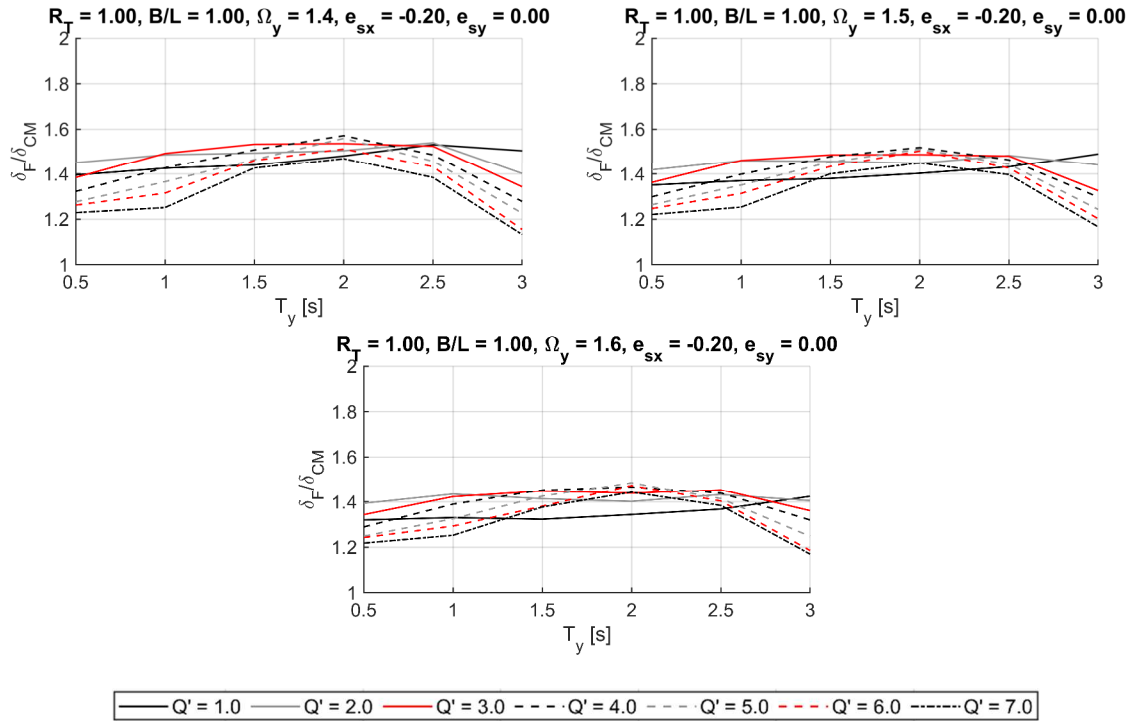 R_T = 1.00, B/L = 1.00, Ω_y = 1.4, e_sx = -0.20, e_sy = 0.00
2
1.8
1.6
1.4
1.2
1
δ_F/δ_CM
0.5 1 1.5 2 2.5 3
T_y [s]
R_T = 1.00, B/L = 1.00, Ω_y = 1.5, e_sx = -0.20, e_sy = 0.00
2
1.8
1.6
1.4
1.2
1
δ_F/δ_CM
0.5 1 1.5 2 2.5 3
T_y [s]
R_T = 1.00, B/L = 1.00, Ω_y = 1.6, e_sx = -0.20, e_sy = 0.00
2
1.8
1.6
1.4
1.2
1
δ_F/δ_CM
0.5 1 1.5 2 2.5 3
T_y [s]
Q' = 1.0 Q' = 2.0 Q' = 3.0 Q' = 4.0 Q' = 5.0 Q' = 6.0 Q' = 7.0